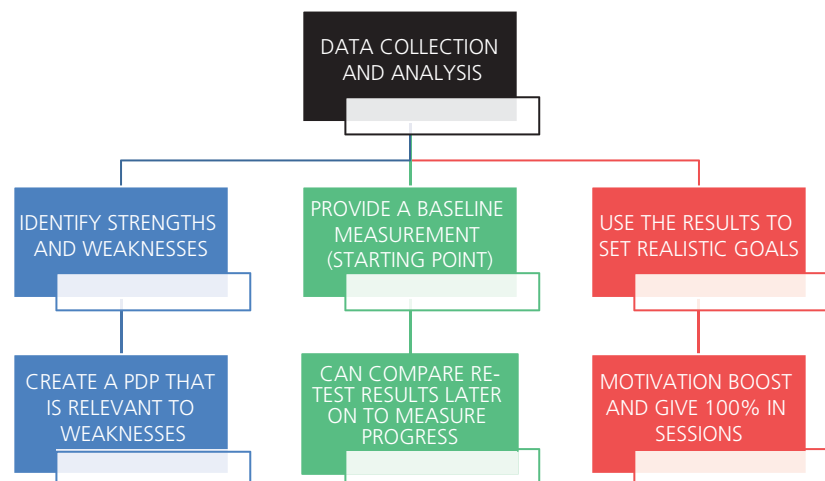 DATA COLLECTION
AND ANALYSIS
IDENTIFY STRENGTHS
AND WEAKNESSES
PROVIDE A BASELINE
MEASUREMENT
(STARTING POINT)
USE THE RESULTS TO
SET REALISTIC GOALS
CREATE A PDP THAT
IS RELEVANT TO
WEAKNESSES
CAN COMPARE RE-
TEST RESULTS LATER
ON TO MEASURE
PROGRESS
MOTIVATION BOOST
AND GIVE 100% IN
SESSIONS